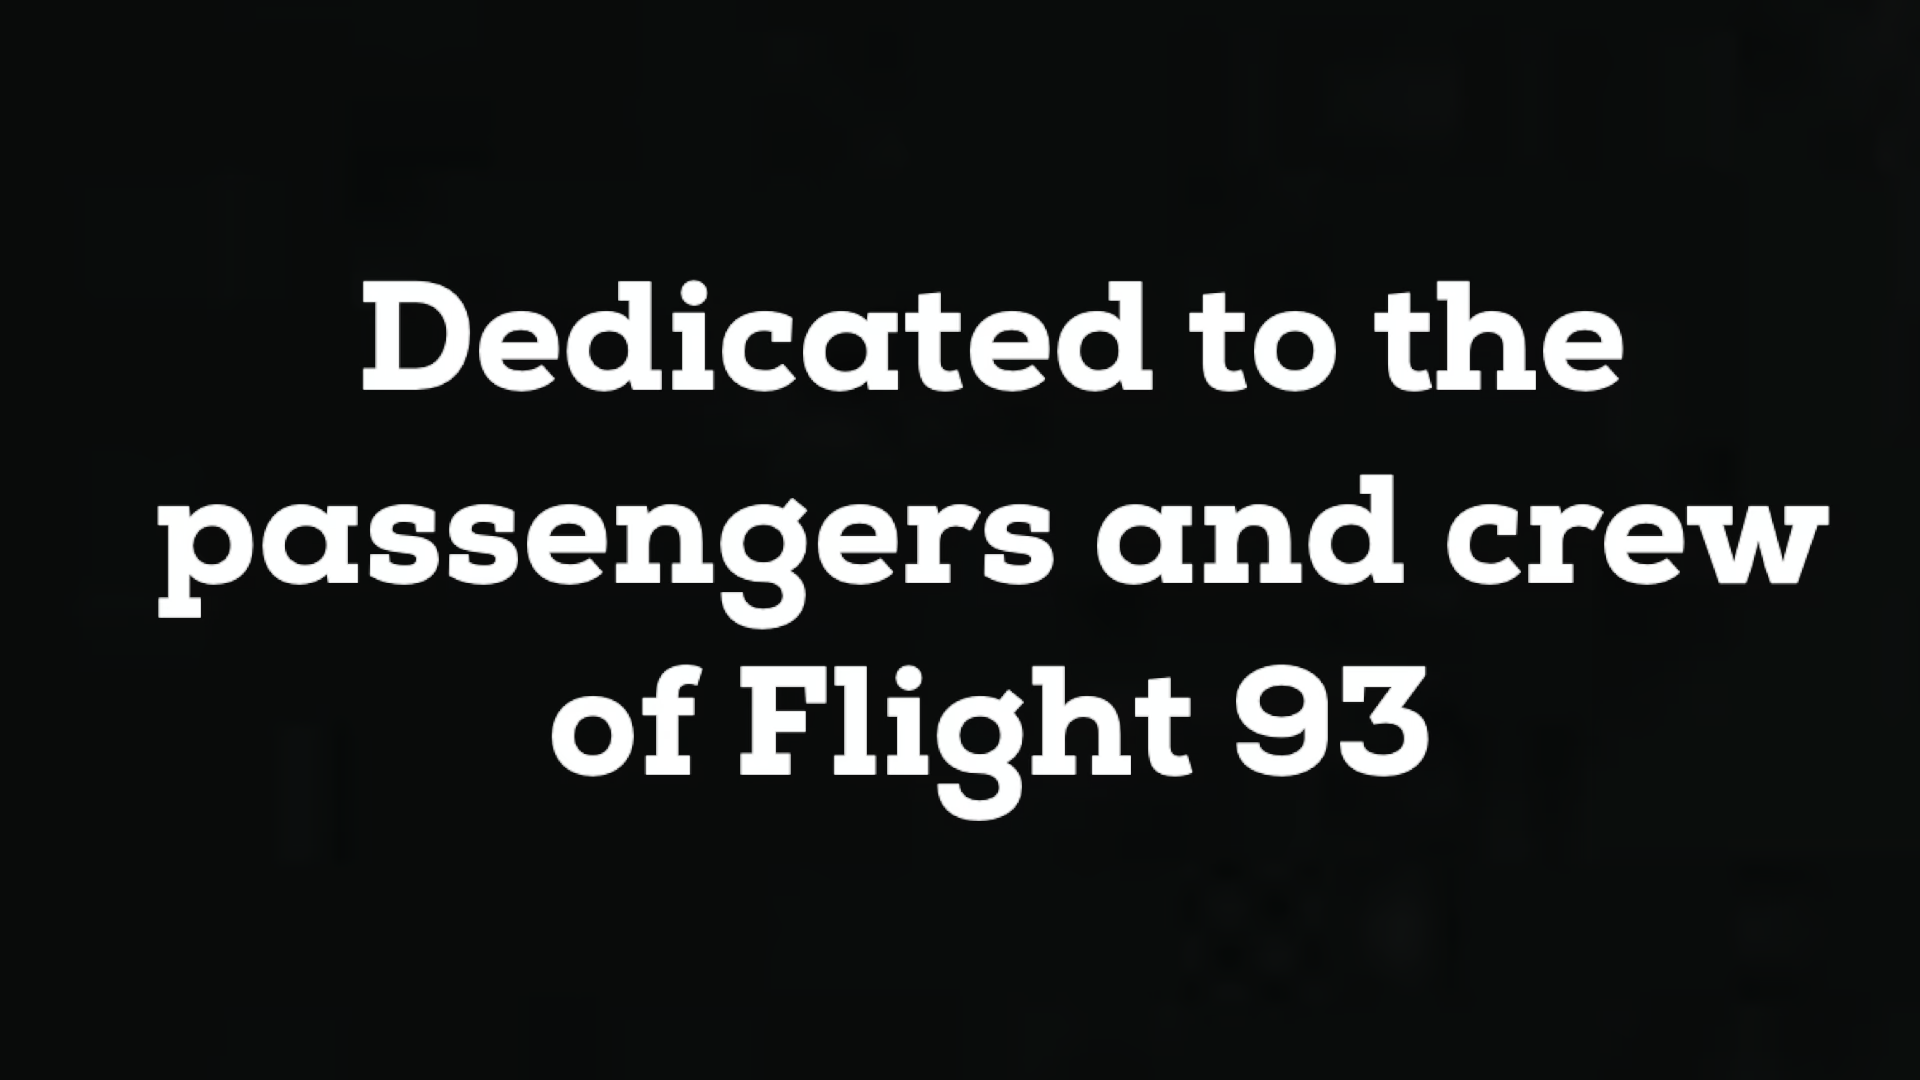 Dedicated to the
passengers and crew
of Flight 93